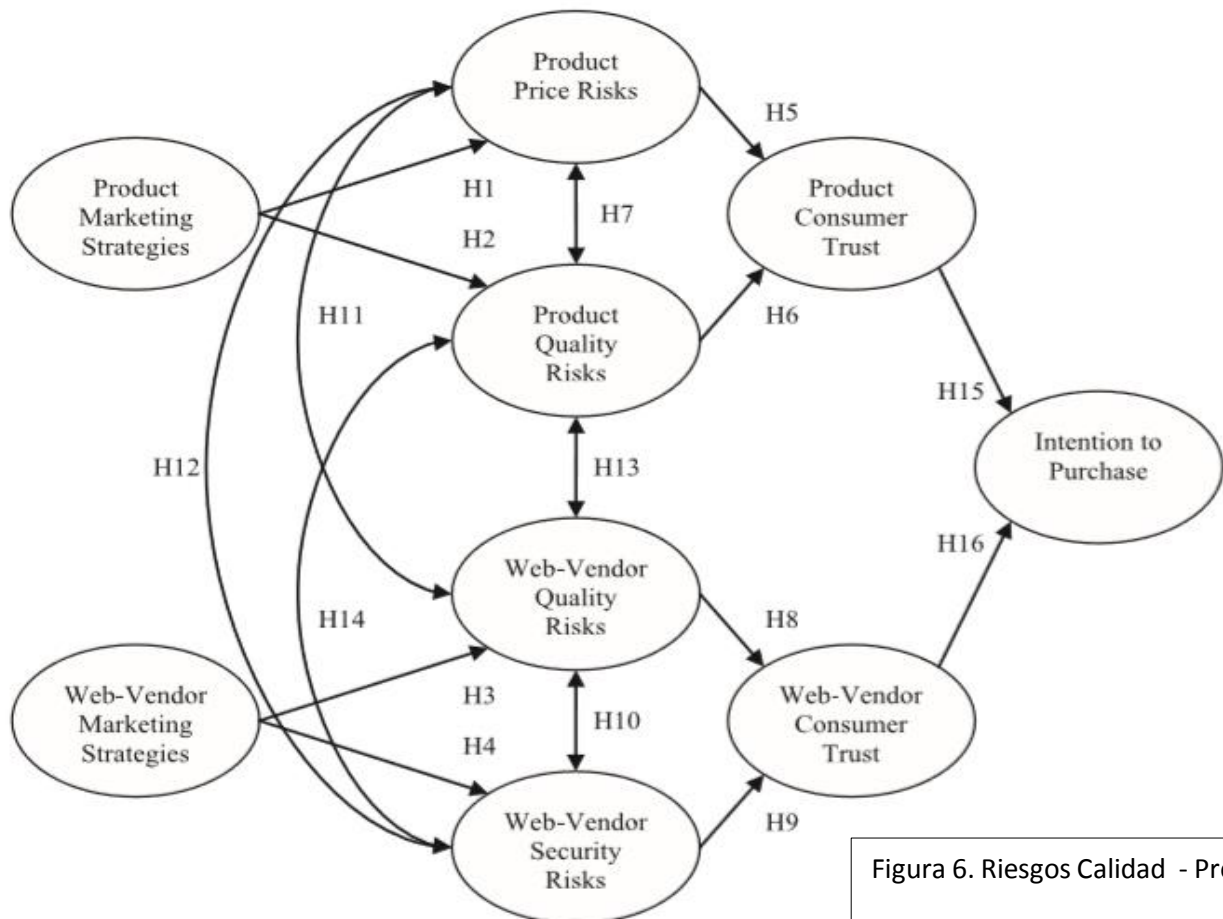 Product
Price Risks
H5
Product
Marketing
Strategies
H1
H2
H7
Product
Consumer
Trust
H11
Product
Quality
Risks
H6
H15
H12
H13
Intention to
Purchase
H16
H14
Web-Vendor
Quality
Risks
H8
Web-Vendor
Marketing
Strategies
H3
H4
H10
Web-Vendor
Consumer
Trust
Web-Vendor
Security
Risks
H9
Figura 6. Riesgos Calidad - Pr